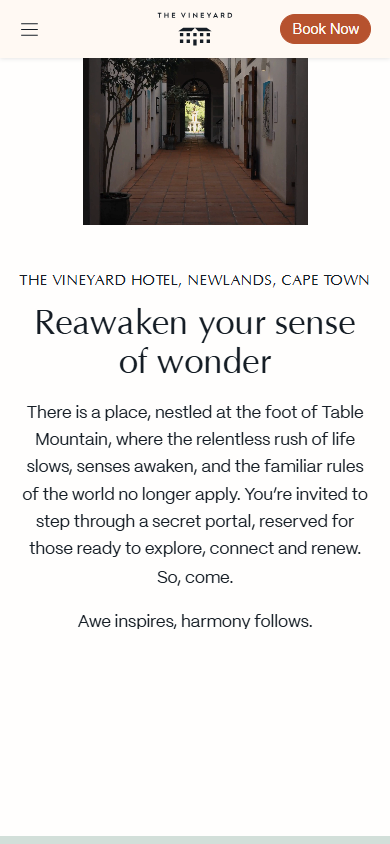 THE VINEYARD
Book Now
THE VINEYARD HOTEL, NEWLANDS, CAPE TOWN
Reawaken your sense
of wonder
There is a place, nestled at the foot of Table
Mountain, where the relentless rush of life
slows, senses awaken, and the familiar rules
of the world no longer apply. You’re invited to
step through a secret portal, reserved for
those ready to explore, connect and renew.
So, come.
Awe inspires, harmony follows.